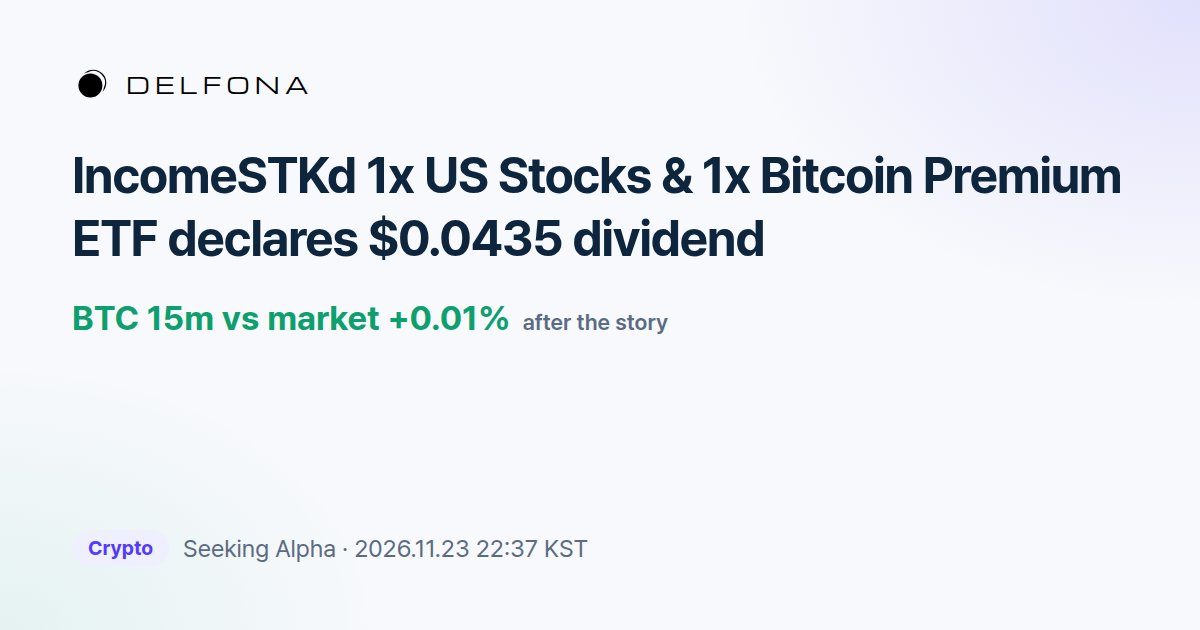 DELFONA
IncomeSTKd 1x US Stocks & 1x Bitcoin Premium
ETF declares $0.0435 dividend
BTC 15m vs market +0.01% after the story
Crypto Seeking Alpha · 2026.11.23 22:37 KST